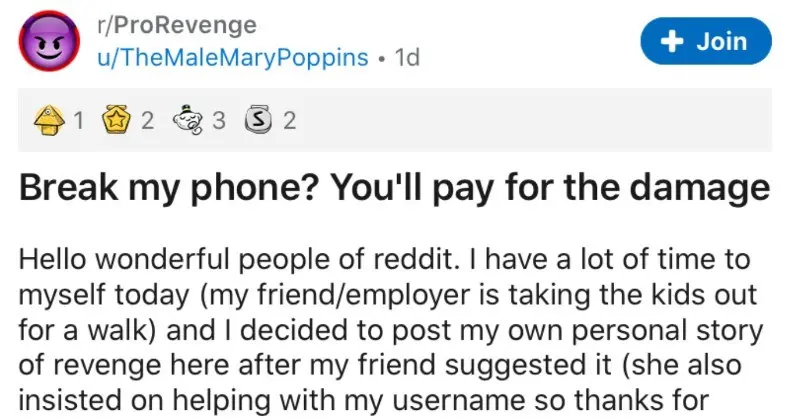 r/ProRevenge
u/TheMaleMaryPoppins • 1d
+ Join
1 2 3 S 2
Break my phone? You'll pay for the damage
Hello wonderful people of reddit. I have a lot of time to
myself today (my friend/employer is taking the kids out
for a walk) and I decided to post my own personal story
of revenge here after my friend suggested it (she also
insisted on helping with my username so thanks for